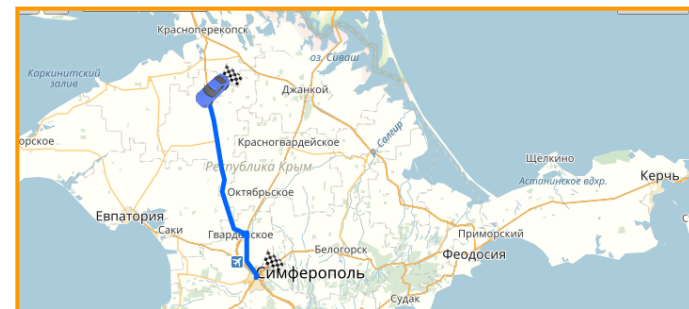 Красноперекопск
оз. Сиваш
Каркинитский
залив
Джанкой
орское
Красногвардейское
р. Салгир
Республика Крым
Щёлкино
Астанинское вдхр.
Керчь
Октябрьское
Евпатория
Саки
Гвардейское
Приморский
Белогорск
Феодосия
Симферополь
Судак